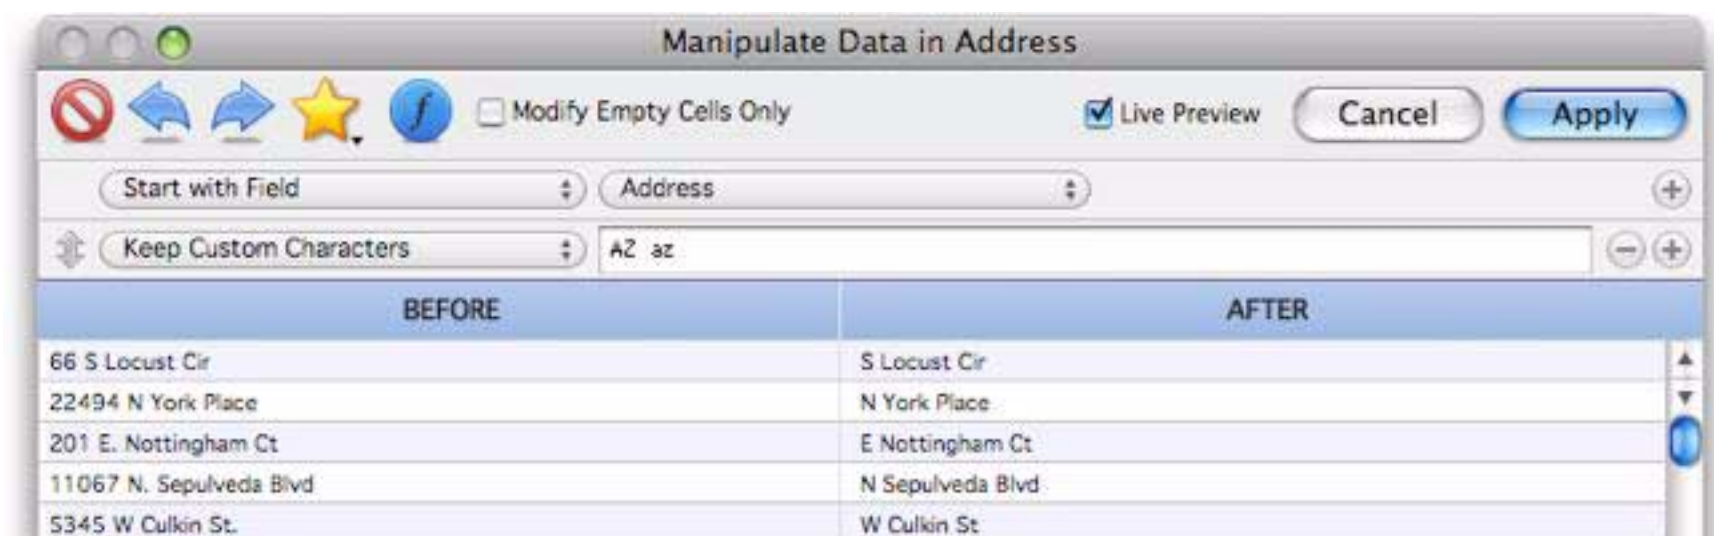 Manipulate Data in Address
f Modify Empty Cells Only Live Preview Cancel Apply
Start with Field Address
Keep Custom Characters AZ az
BEFORE AFTER
66 S Locust Cir S Locust Cir
22494 N York Place N York Place
201 E. Nottingham Ct E Nottingham Ct
11067 N. Sepulveda Blvd N Sepulveda Blvd
5345 W Culkin St. W Culkin St